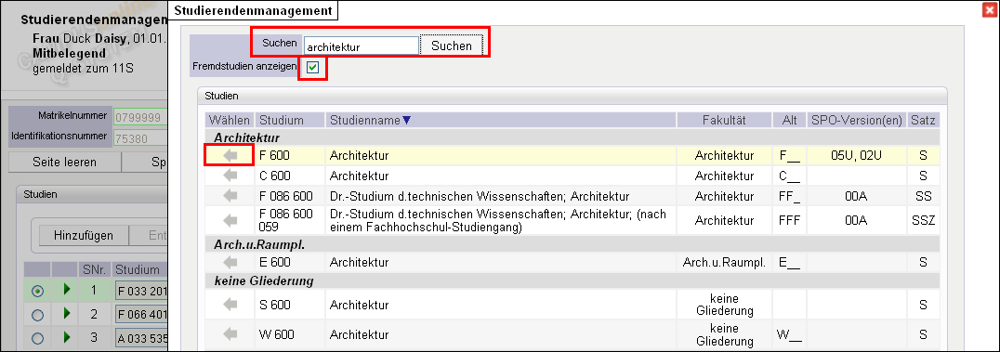 Studierendenmanagement
Studierendenmanagemen
Frau Duck Daisy, 01.01.
Mitbelegend
gemeldet zum 11S
Matrikelnummer 0799999
Identifikationsnummer 75380
Seite leeren Sp
Studien
Hinzufügen Ent
SNr. Studium
1 F 033 201
2 F 066 401
3 A 033 535
Suchen architektur Suchen
Fremdstudien anzeigen
Studien
Wählen Studium Studienname Fakultät Alt SPO-Version(en) Satz
Architektur
F 600 Architektur Architektur F__ 05U, 02U S
C 600 Architektur Architektur C__ S
F 086 600 Dr.-Studium d.technischen Wissenschaften; Architektur Architektur FF_ 00A SS
F 086 600 Dr.-Studium d.technischen Wissenschaften; Architektur; (nach Architektur FFF 00A SSZ
059 einem Fachhochschul-Studiengang)
Arch.u.Raumpl.
E 600 Architektur Arch.u.Raumpl. E__ S
keine Gliederung
S 600 Architektur keine S
Gliederung
W 600 Architektur keine W__ S
Gliederung